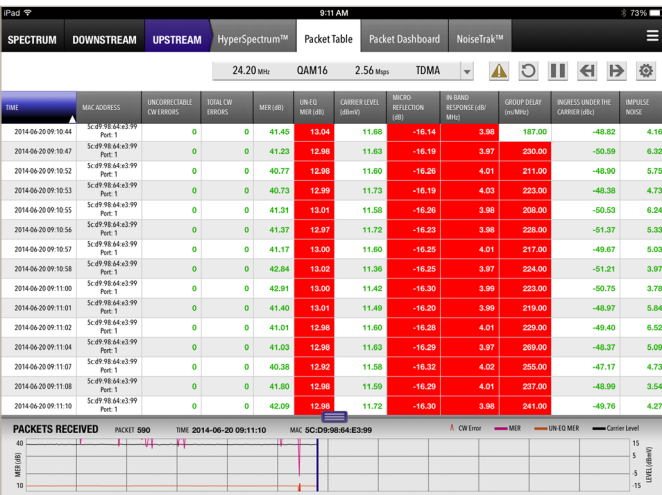 iPad 9:11 AM 73%
SPECTRUM DOWNSTREAM UPSTREAM HyperSpectrum™ Packet Table Packet Dashboard NoiseTrak™
24.20 MHz QAM16 2.56 Msps TDMA
TIME MAC ADDRESS UNCORRECTABLE CW ERRORS TOTAL CW ERRORS MER (dB) UN-EQ MER (dB) CARRIER LEVEL (dBmV) MICRO REFLECTION (dB) IN BAND RESPONSE (dB/MHz) GROUP DELAY (ns/MHz) INGRESS UNDER THE CARRIER (dBc) IMPULSE NOISE
2014-06-20 09:10:44 5c:d9:98:64:e3:99 Port: 1 0 0 41.45 13.04 11.68 -16.14 3.98 187.00 -48.82 4.16
2014-06-20 09:10:47 5c:d9:98:64:e3:99 Port: 1 0 0 41.23 12.98 11.63 -16.19 3.97 230.00 -50.59 6.32
2014-06-20 09:10:52 5c:d9:98:64:e3:99 Port: 1 0 0 40.77 12.98 11.60 -16.26 4.01 211.00 -48.90 5.75
2014-06-20 09:10:53 5c:d9:98:64:e3:99 Port: 1 0 0 40.73 12.99 11.73 -16.19 4.03 223.00 -48.38 4.73
2014-06-20 09:10:55 5c:d9:98:64:e3:99 Port: 1 0 0 41.31 13.01 11.58 -16.26 3.98 208.00 -50.53 6.24
2014-06-20 09:10:56 5c:d9:98:64:e3:99 Port: 1 0 0 41.37 12.97 11.72 -16.23 3.98 228.00 -51.37 5.33
2014-06-20 09:10:57 5c:d9:98:64:e3:99 Port: 1 0 0 41.17 13.00 11.60 -16.25 4.01 217.00 -49.67 5.03
2014-06-20 09:10:58 5c:d9:98:64:e3:99 Port: 1 0 0 42.84 13.02 11.36 -16.25 3.97 224.00 -51.21 3.97
2014-06-20 09:11:00 5c:d9:98:64:e3:99 Port: 1 0 0 42.91 13.00 11.42 -16.30 3.99 223.00 -50.75 3.78
2014-06-20 09:11:01 5c:d9:98:64:e3:99 Port: 1 0 0 41.40 13.01 11.49 -16.20 3.99 219.00 -48.97 5.84
2014-06-20 09:11:02 5c:d9:98:64:e3:99 Port: 1 0 0 41.01 12.98 11.60 -16.28 4.01 229.00 -49.40 6.52
2014-06-20 09:11:04 5c:d9:98:64:e3:99 Port: 1 0 0 41.03 12.98 11.63 -16.29 3.97 269.00 -48.37 5.09
2014-06-20 09:11:07 5c:d9:98:64:e3:99 Port: 1 0 0 40.38 12.92 11.58 -16.32 4.02 255.00 -47.17 4.73
2014-06-20 09:11:08 5c:d9:98:64:e3:99 Port: 1 0 0 41.80 12.98 11.59 -16.29 4.01 237.00 -48.99 3.54
2014-06-20 09:11:10 5c:d9:98:64:e3:99 Port: 1 0 0 42.09 12.98 11.72 -16.30 3.98 241.00 -49.76 4.27
PACKETS RECEIVED PACKET 590 TIME 2014-06-20 09:11:10 MAC 5C:D9:98:64:E3:99 CW Error MER UN-EQ MER Carrier Level
40 15
5
MER (dB) LEVEL (dBmV)
-5
10 -15